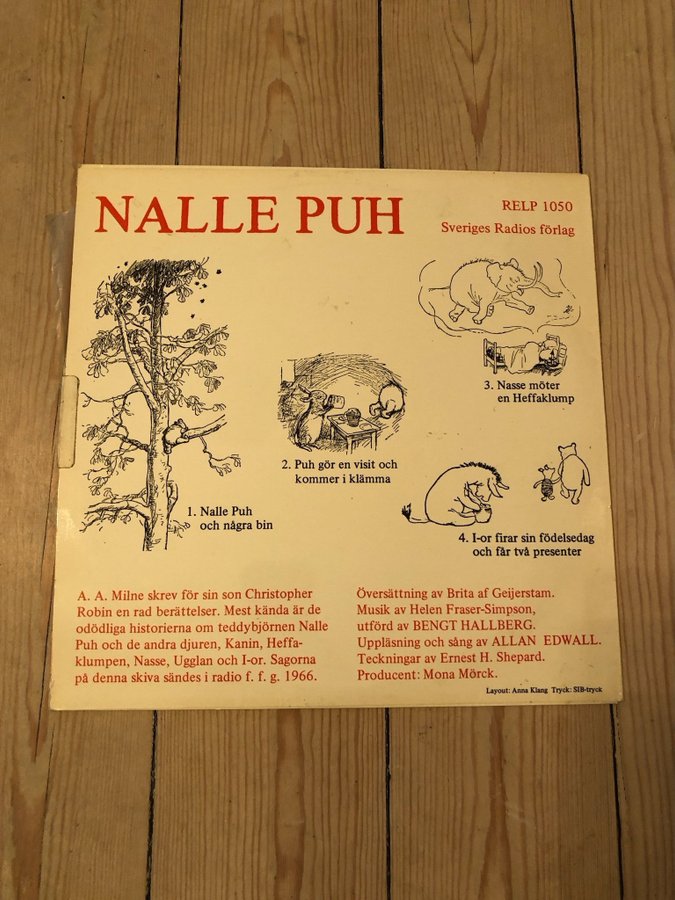 NALLE PUH
RELP 1050
Sveriges Radios förlag
3. Nasse möter
en Heffaklump
2. Puh gör en visit och
kommer i klämma
1. Nalle Puh
och några bin
4. I-or firar sin födelsedag
och får två presenter
A. A. Milne skrev för sin son Christopher
Robin en rad berättelser. Mest kända är de
odödliga historierna om teddybjörnen Nalle
Puh och de andra djuren, Kanin, Heffa-
klumpen, Nasse, Ugglan och I-or. Sagorna
på denna skiva sändes i radio f. f. g. 1966.
Översättning av Brita af Geijerstam.
Musik av Helen Fraser-Simpson,
utförd av BENGT HALLBERG.
Uppläsning och sång av ALLAN EDWALL.
Teckningar av Ernest H. Shepard.
Producent: Mona Mörck.
Layout: Anna Klang Tryck: SIB-tryck